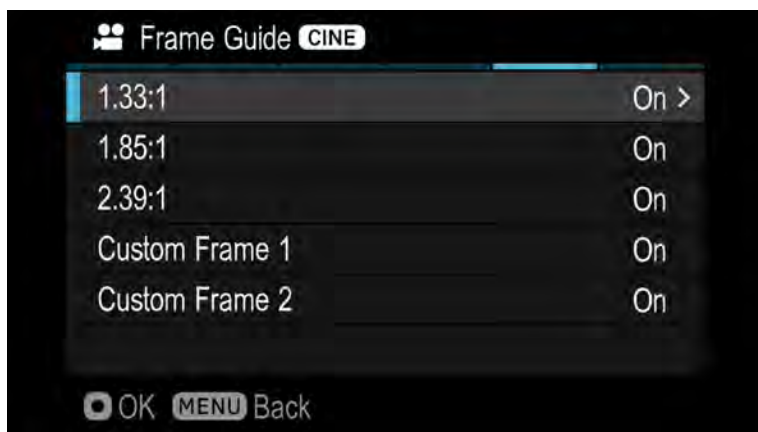 Frame Guide CINE
1.33:1 On >
1.85:1 On
2.39:1 On
Custom Frame 1 On
Custom Frame 2 On
OK MENU Back